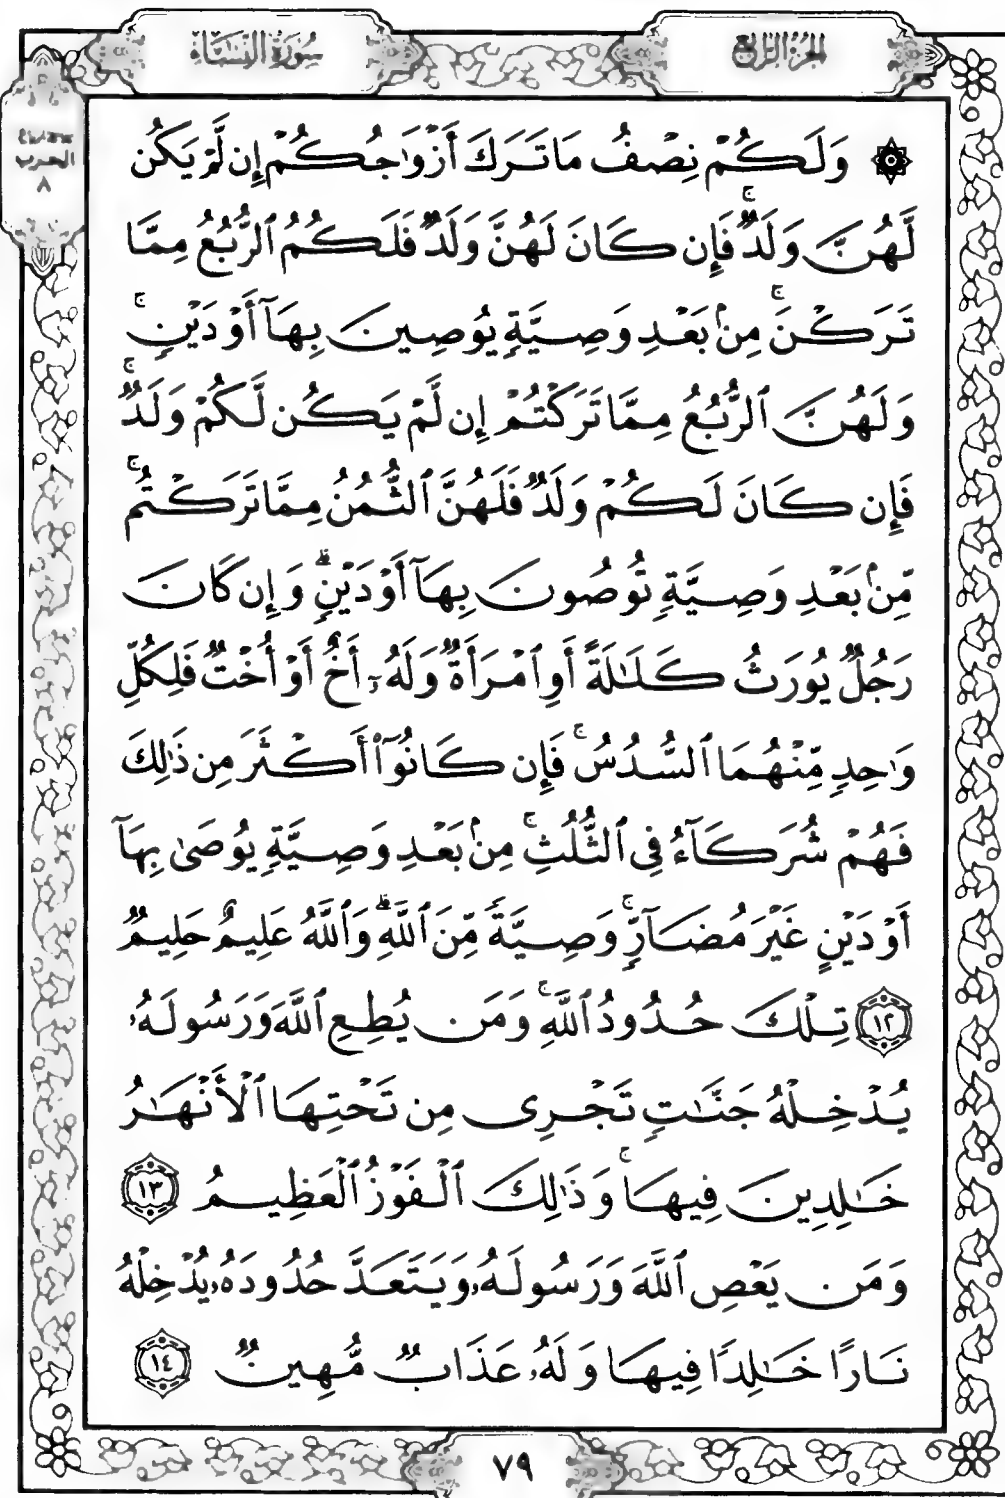 سُورَةُ النِّسَاءِ
الجُزْءُ الرَّابِعُ
الحزب
٨
۞ وَلَكُمْ نِصْفُ مَا تَرَكَ أَزْوَٰجُكُمْ إِن لَّمْ يَكُن
لَّهُنَّ وَلَدٌۚ فَإِن كَانَ لَهُنَّ وَلَدٌ فَلَكُمُ ٱلرُّبُعُ مِمَّا
تَرَكْنَۚ مِنۢ بَعْدِ وَصِيَّةٍ يُوصِينَ بِهَآ أَوْ دَيْنٍۚ
وَلَهُنَّ ٱلرُّبُعُ مِمَّا تَرَكْتُمْ إِن لَّمْ يَكُن لَّكُمْ وَلَدٌۚ
فَإِن كَانَ لَكُمْ وَلَدٌ فَلَهُنَّ ٱلثُّمُنُ مِمَّا تَرَكْتُمۚ
مِّنۢ بَعْدِ وَصِيَّةٍ تُوصُونَ بِهَآ أَوْ دَيْنٍۗ وَإِن كَانَ
رَجُلٌ يُورَثُ كَلَٰلَةً أَوِ ٱمْرَأَةٌ وَلَهُۥٓ أَخٌ أَوْ أُخْتٌ فَلِكُلِّ
وَٰحِدٍ مِّنْهُمَا ٱلسُّدُسُۚ فَإِن كَانُوٓا۟ أَكْثَرَ مِن ذَٰلِكَ
فَهُمْ شُرَكَآءُ فِى ٱلثُّلُثِۚ مِنۢ بَعْدِ وَصِيَّةٍ يُوصَىٰ بِهَآ
أَوْ دَيْنٍ غَيْرَ مُضَآرٍّۚ وَصِيَّةً مِّنَ ٱللَّهِۗ وَٱللَّهُ عَلِيمٌ حَلِيمٌ
١٢ تِلْكَ حُدُودُ ٱللَّهِۚ وَمَن يُطِعِ ٱللَّهَ وَرَسُولَهُۥ
يُدْخِلْهُ جَنَّٰتٍ تَجْرِى مِن تَحْتِهَا ٱلْأَنْهَٰرُ
خَٰلِدِينَ فِيهَاۚ وَذَٰلِكَ ٱلْفَوْزُ ٱلْعَظِيمُ ١٣
وَمَن يَعْصِ ٱللَّهَ وَرَسُولَهُۥ وَيَتَعَدَّ حُدُودَهُۥ يُدْخِلْهُ
نَارًا خَٰلِدًا فِيهَا وَلَهُۥ عَذَابٌ مُّهِينٌ ١٤
٧٩